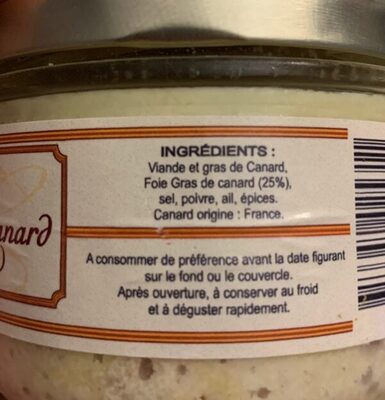 INGRÉDIENTS :
Viande et gras de Canard,
Foie Gras de canard (25%),
sel, poivre, ail, épices.
Canard origine : France.
A consommer de préférence avant la date figurant
sur le fond ou le couvercle.
Après ouverture, à conserver au froid
et à déguster rapidement.